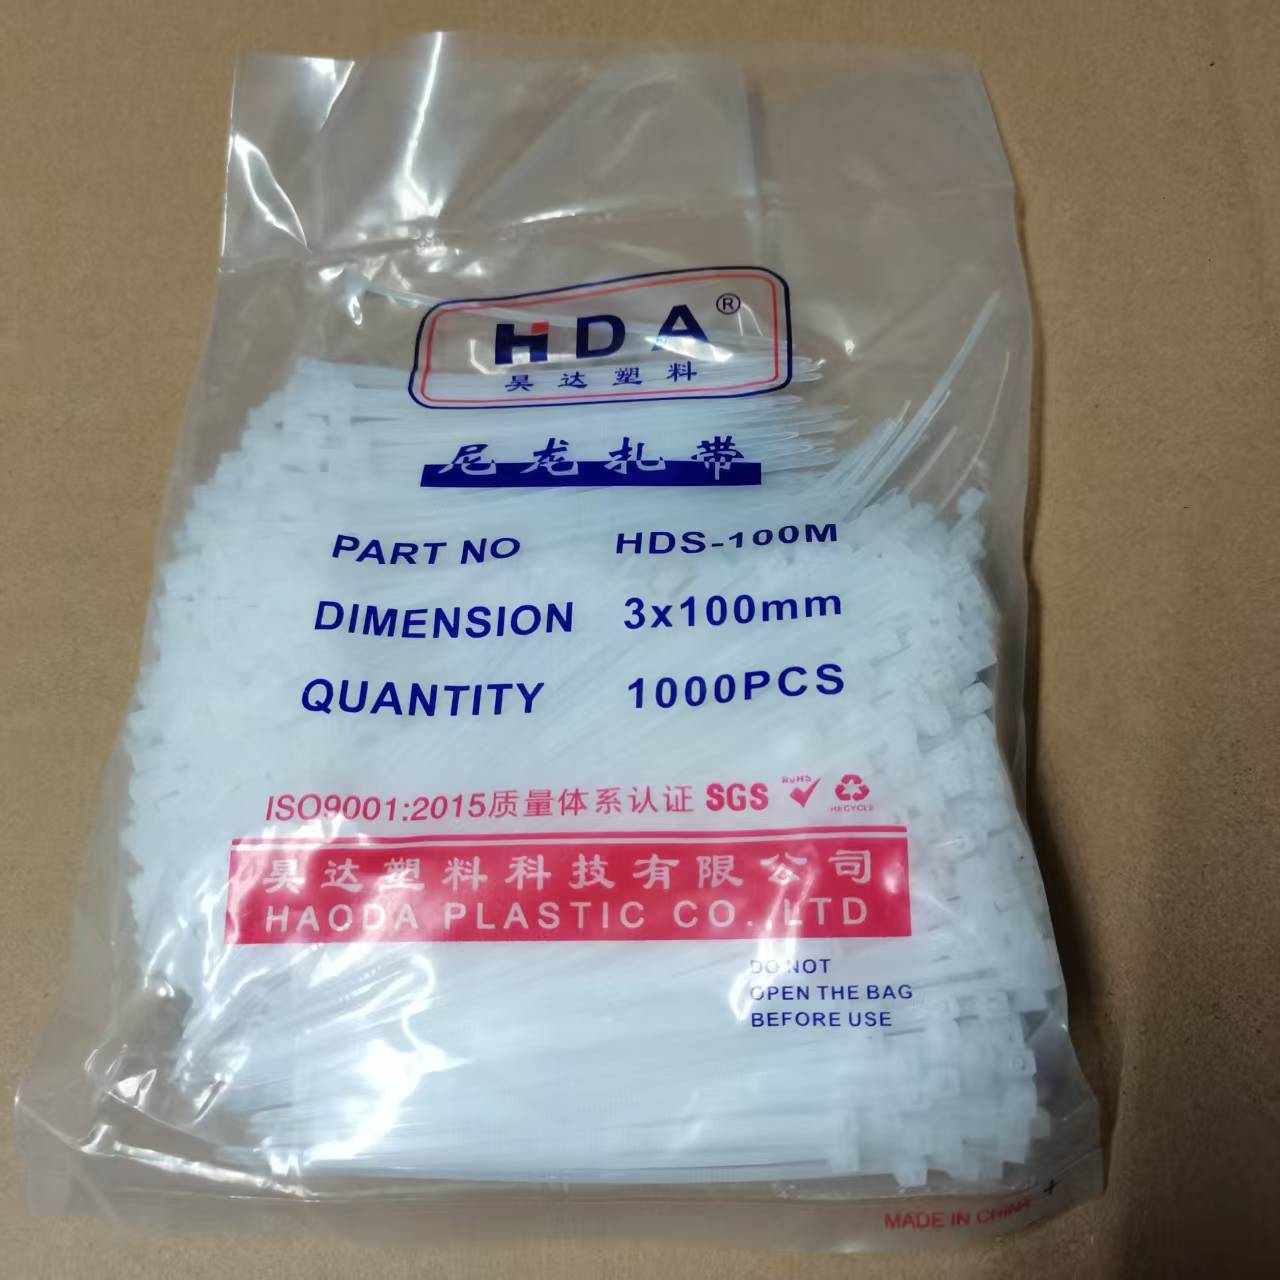 HDA®
昊达塑料
尼龙扎带
PART NO HDS-100M
DIMENSION 3x100mm
QUANTITY 1000PCS
ISO9001:2015质量体系认证 SGS RoHS RECYCLE
昊达塑料科技有限公司
HAODA PLASTIC CO.,LTD
DO NOT
OPEN THE BAG
BEFORE USE
MADE IN CHINA